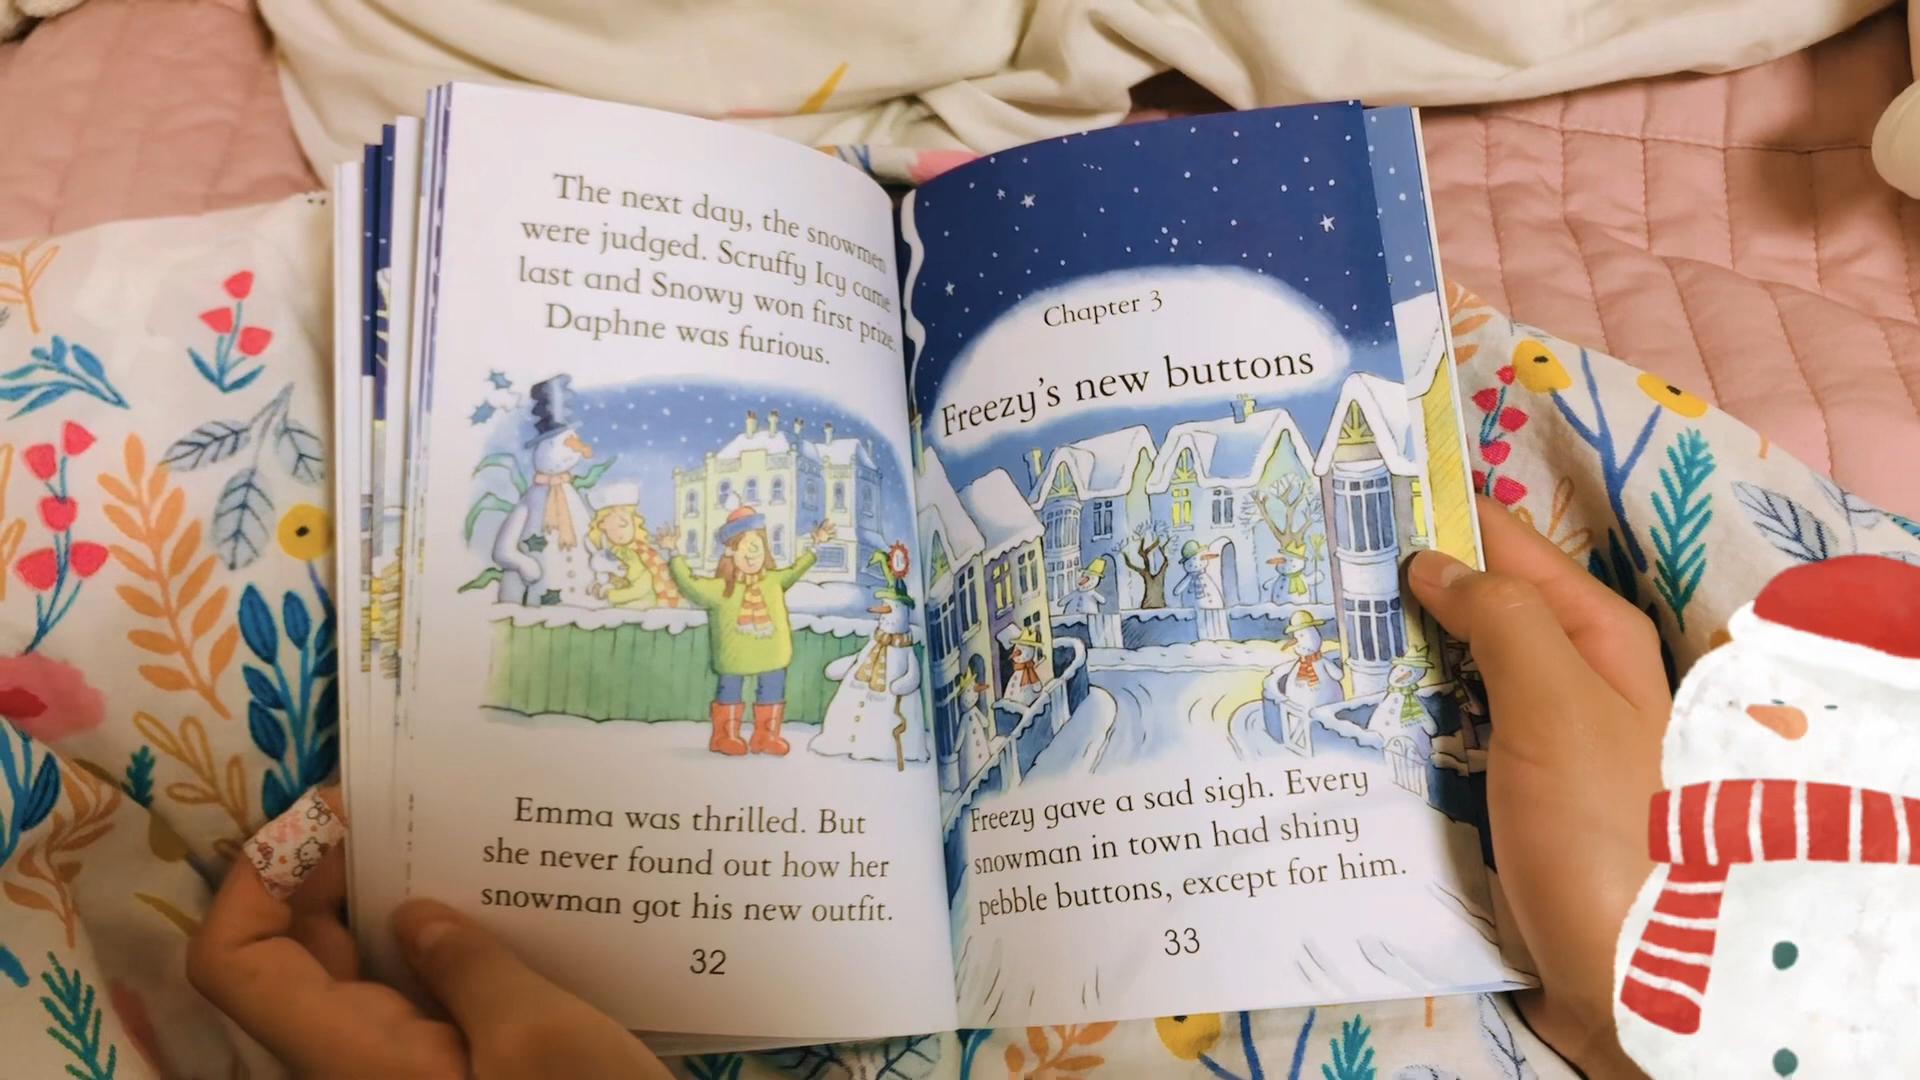 The next day, the snowmen
were judged. Scruffy Icy came
last and Snowy won first prize.
Daphne was furious.
Emma was thrilled. But
she never found out how her
snowman got his new outfit.
32
Chapter 3
Freezy's new buttons
Freezy gave a sad sigh. Every
snowman in town had shiny
pebble buttons, except for him.
33